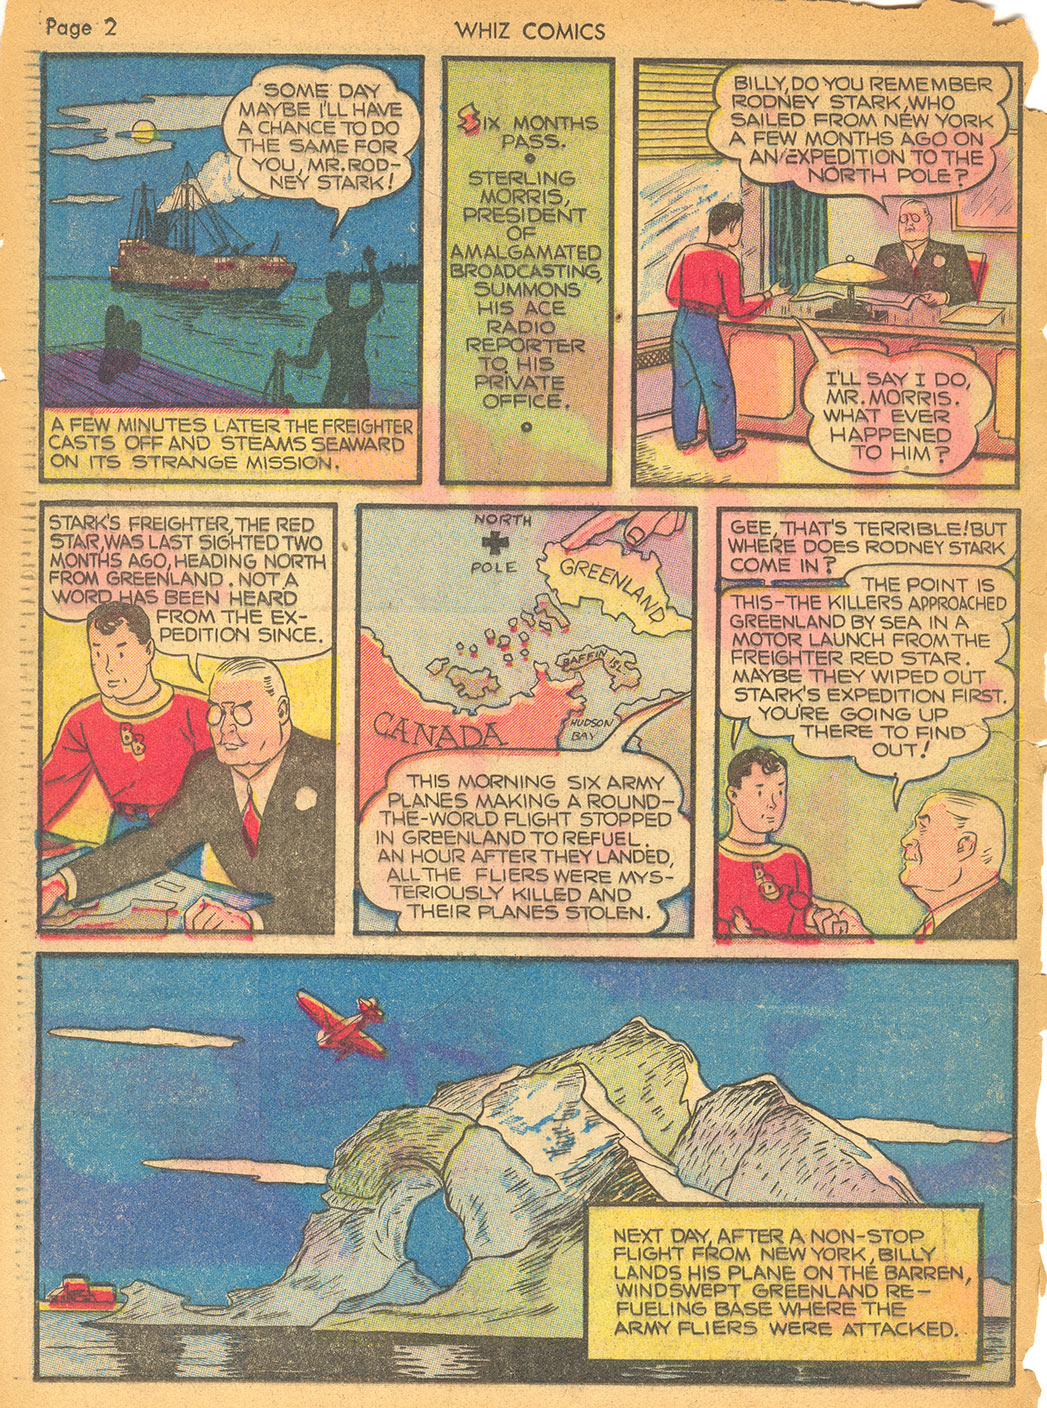 Page 2
WHIZ COMICS
SOME DAY
MAYBE I'LL HAVE
A CHANCE TO DO
THE SAME FOR
YOU, MR. ROD-
NEY STARK!
A FEW MINUTES LATER THE FREIGHTER
CASTS OFF AND STEAMS SEAWARD
ON ITS STRANGE MISSION.
SIX MONTHS
PASS.
•
STERLING
MORRIS,
PRESIDENT
OF
AMALGAMATED
BROADCASTING,
SUMMONS
HIS ACE
RADIO
REPORTER
TO HIS
PRIVATE
OFFICE.
•
BILLY, DO YOU REMEMBER
RODNEY STARK, WHO
SAILED FROM NEW YORK
A FEW MONTHS AGO ON
AN EXPEDITION TO THE
NORTH POLE?
I'LL SAY I DO,
MR. MORRIS.
WHAT EVER
HAPPENED
TO HIM?
STARK'S FREIGHTER, THE RED
STAR, WAS LAST SIGHTED TWO
MONTHS AGO, HEADING NORTH
FROM GREENLAND. NOT A
WORD HAS BEEN HEARD
FROM THE EX-
PEDITION SINCE.
BB
NORTH
POLE
GREENLAND
BAFFIN ISL.
CANADA
HUDSON
BAY
THIS MORNING SIX ARMY
PLANES MAKING A ROUND-
THE-WORLD FLIGHT STOPPED
IN GREENLAND TO REFUEL.
AN HOUR AFTER THEY LANDED,
ALL THE FLIERS WERE MYS-
TERIOUSLY KILLED AND
THEIR PLANES STOLEN.
GEE, THAT'S TERRIBLE! BUT
WHERE DOES RODNEY STARK
COME IN?
THE POINT IS
THIS-THE KILLERS APPROACHED
GREENLAND BY SEA IN A
MOTOR LAUNCH FROM THE
FREIGHTER RED STAR.
MAYBE THEY WIPED OUT
STARK'S EXPEDITION FIRST.
YOU'RE GOING UP
THERE TO FIND
OUT!
BB
NEXT DAY, AFTER A NON-STOP
FLIGHT FROM NEW YORK, BILLY
LANDS HIS PLANE ON THE BARREN,
WINDSWEPT GREENLAND RE-
FUELING BASE WHERE THE
ARMY FLIERS WERE ATTACKED.